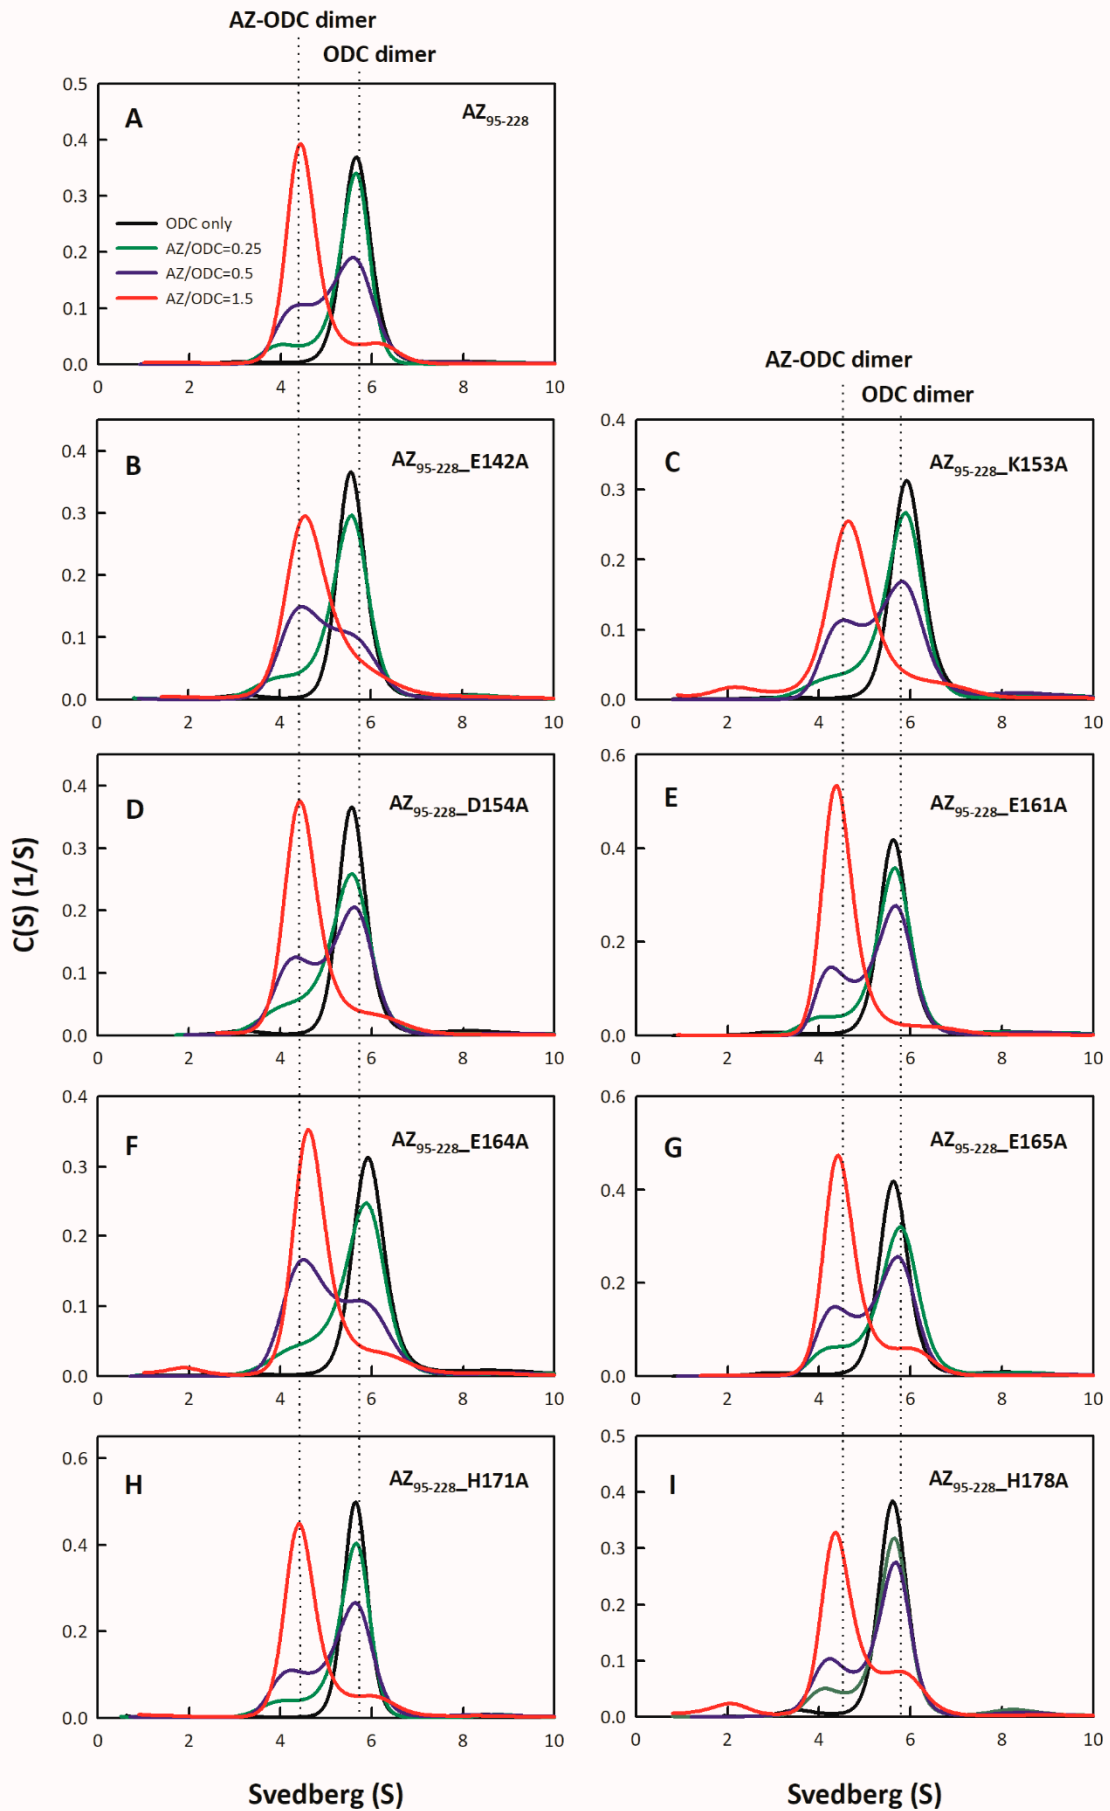 AZ-ODC dimer
ODC dimer
0.5
0.4
0.3
0.2
0.1
0.0
A
AZ95-228
ODC only
AZ/ODC=0.25
AZ/ODC=0.5
AZ/ODC=1.5
0 2 4 6 8 10
AZ-ODC dimer
ODC dimer
0.4
0.3
0.2
0.1
0.0
B
AZ95-228_E142A
0 2 4 6 8 10
0.4
0.3
0.2
0.1
0.0
C
AZ95-228_K153A
0 2 4 6 8 10
C(S) (1/S)
0.4
0.3
0.2
0.1
0.0
D
AZ95-228_D154A
0 2 4 6 8 10
0.6
0.4
0.2
0.0
E
AZ95-228_E161A
0 2 4 6 8 10
0.4
0.3
0.2
0.1
0.0
F
AZ95-228_E164A
0 2 4 6 8 10
0.6
0.4
0.2
0.0
G
AZ95-228_E165A
0 2 4 6 8 10
0.6
0.4
0.2
0.0
H
AZ95-228_H171A
0 2 4 6 8 10
0.5
0.4
0.3
0.2
0.1
0.0
I
AZ95-228_H178A
0 2 4 6 8 10
Svedberg (S)
Svedberg (S)